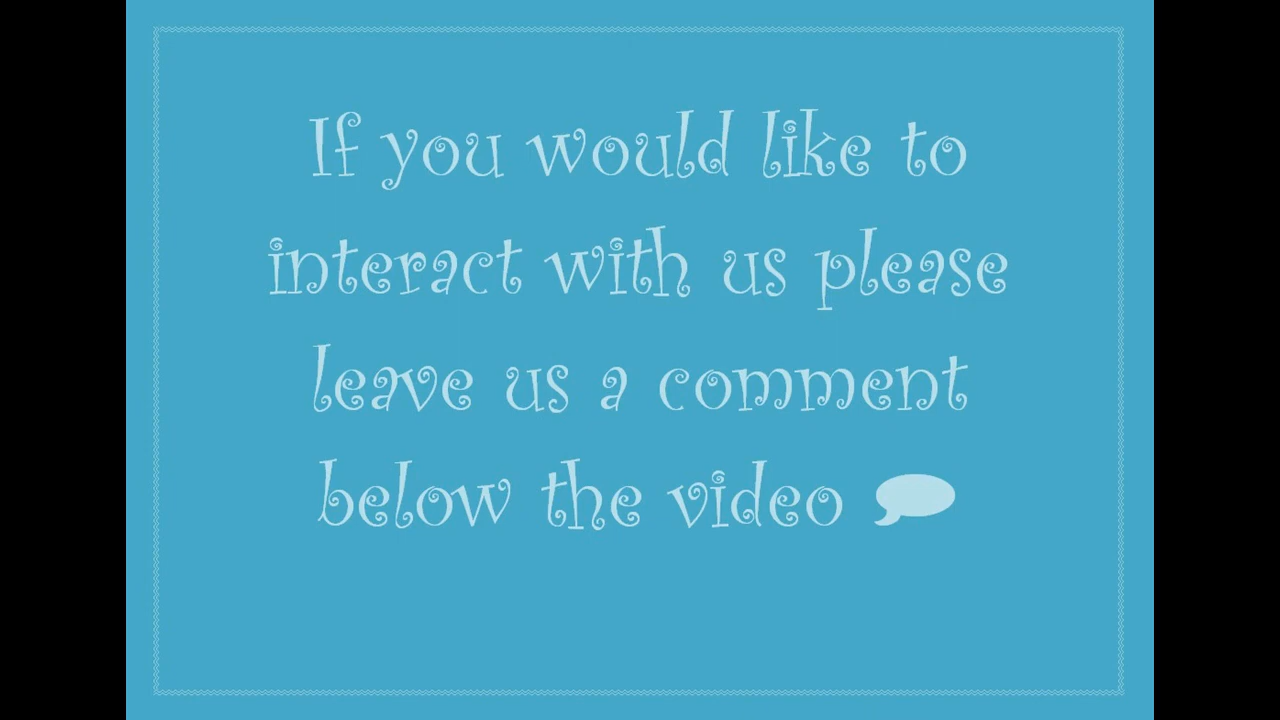 If you would like to
interact with us please
leave us a comment
below the video